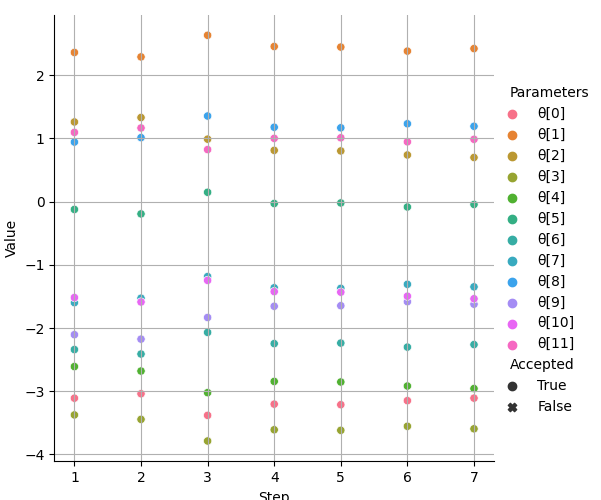 Value
2
1
0
−1
−2
−3
−4
1 2 3 4 5 6 7
Step
Parameters
θ[0]
θ[1]
θ[2]
θ[3]
θ[4]
θ[5]
θ[6]
θ[7]
θ[8]
θ[9]
θ[10]
θ[11]
Accepted
True
False